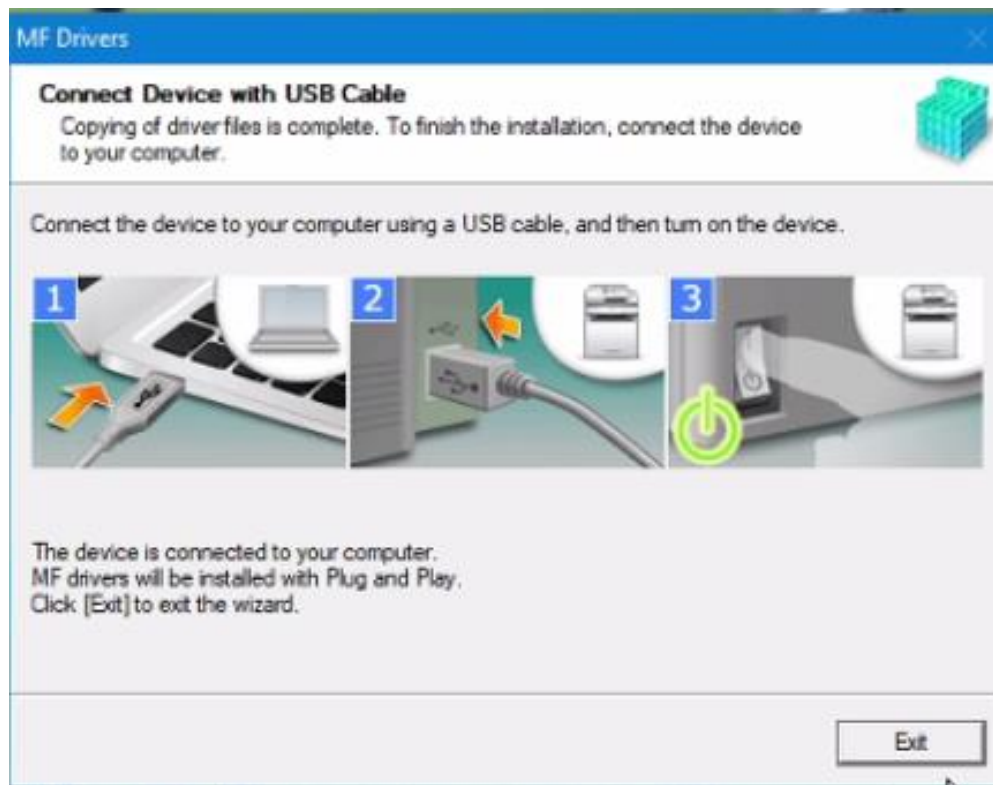 MF Drivers
Connect Device with USB Cable
Copying of driver files is complete. To finish the installation, connect the device
to your computer.
Connect the device to your computer using a USB cable, and then turn on the device.
1
2
3
The device is connected to your computer.
MF drivers will be installed with Plug and Play.
Click [Exit] to exit the wizard.
Exit